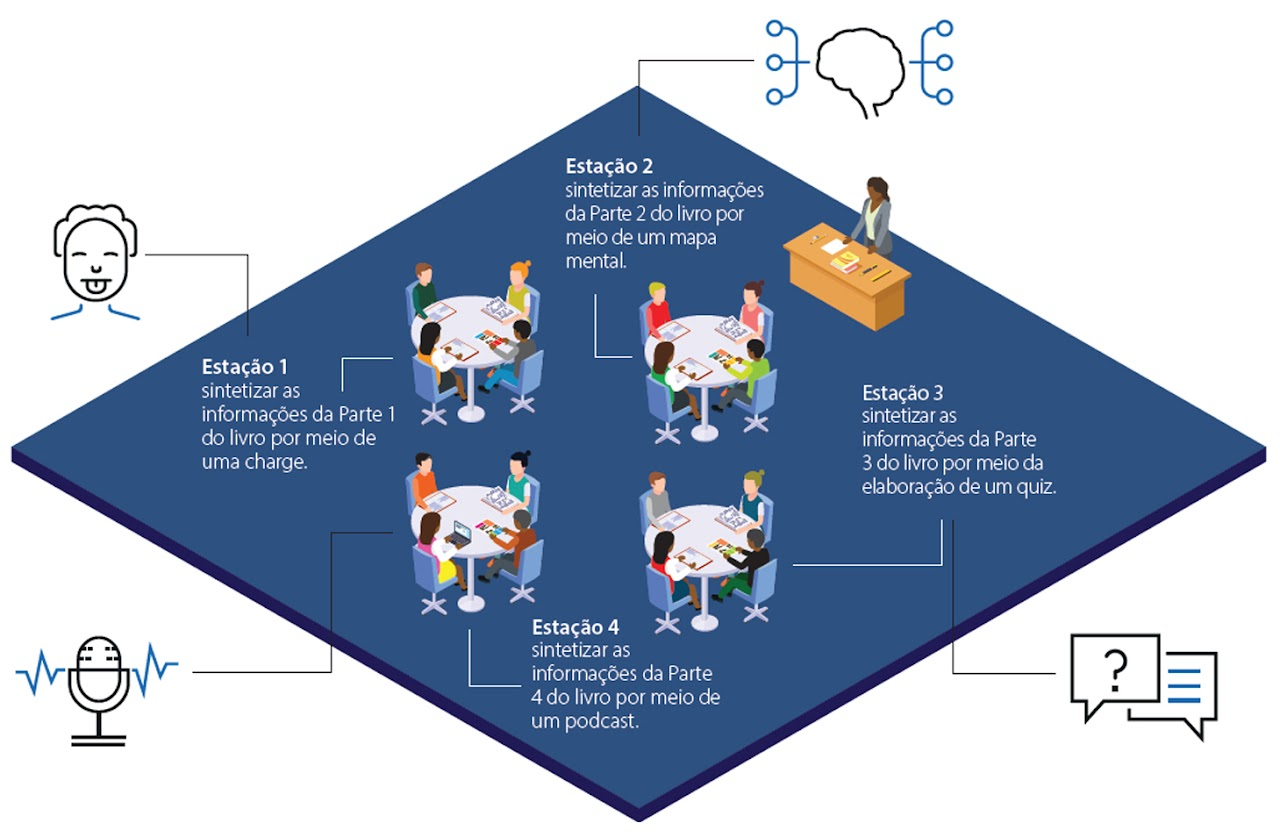 Estação 1
sintetizar as
informações da Parte 1
do livro por meio de
uma charge.
Estação 2
sintetizar as informações
da Parte 2 do livro por
meio de um mapa
mental.
Estação 3
sintetizar as
informações da Parte
3 do livro por meio da
elaboração de um quiz.
Estação 4
sintetizar as
informações da Parte
4 do livro por meio de
um podcast.
?